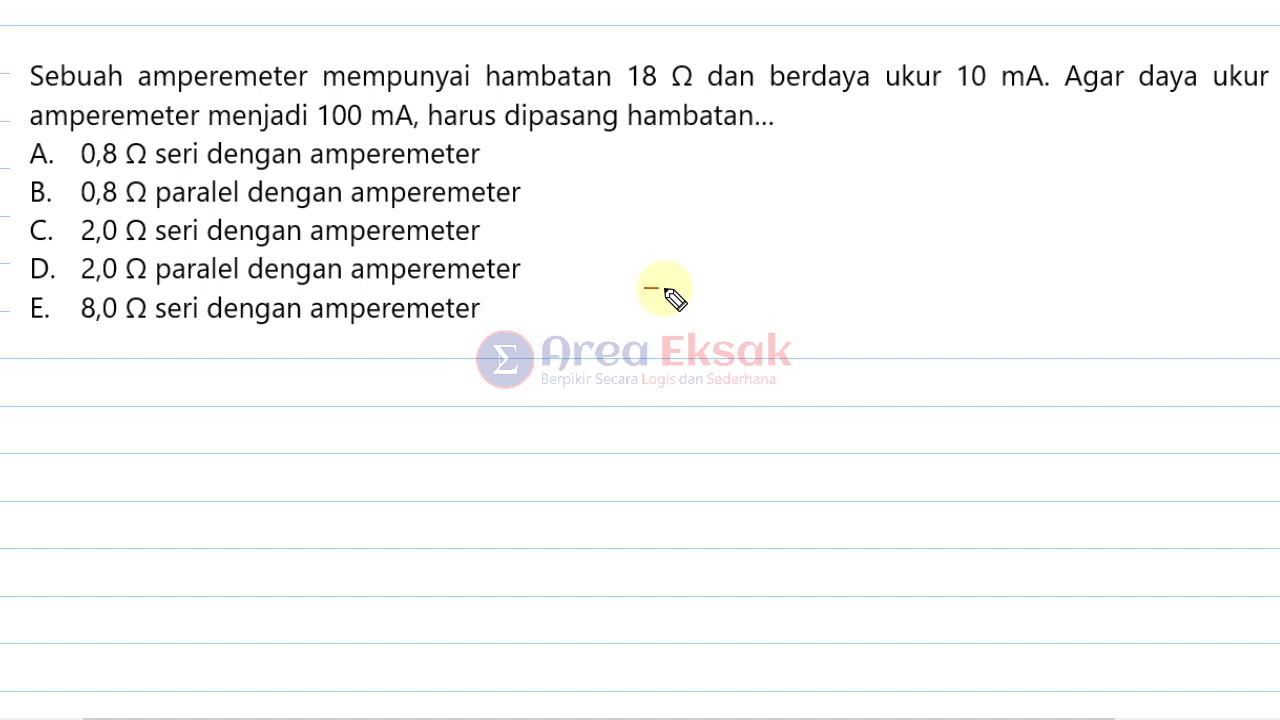 Sebuah amperemeter mempunyai hambatan 18 Ω dan berdaya ukur 10 mA. Agar daya ukur
amperemeter menjadi 100 mA, harus dipasang hambatan...
A. 0,8 Ω seri dengan amperemeter
B. 0,8 Ω paralel dengan amperemeter
C. 2,0 Ω seri dengan amperemeter
D. 2,0 Ω paralel dengan amperemeter
E. 8,0 Ω seri dengan amperemeter
Σ Area Eksak
Berpikir Secara Logis dan Sederhana